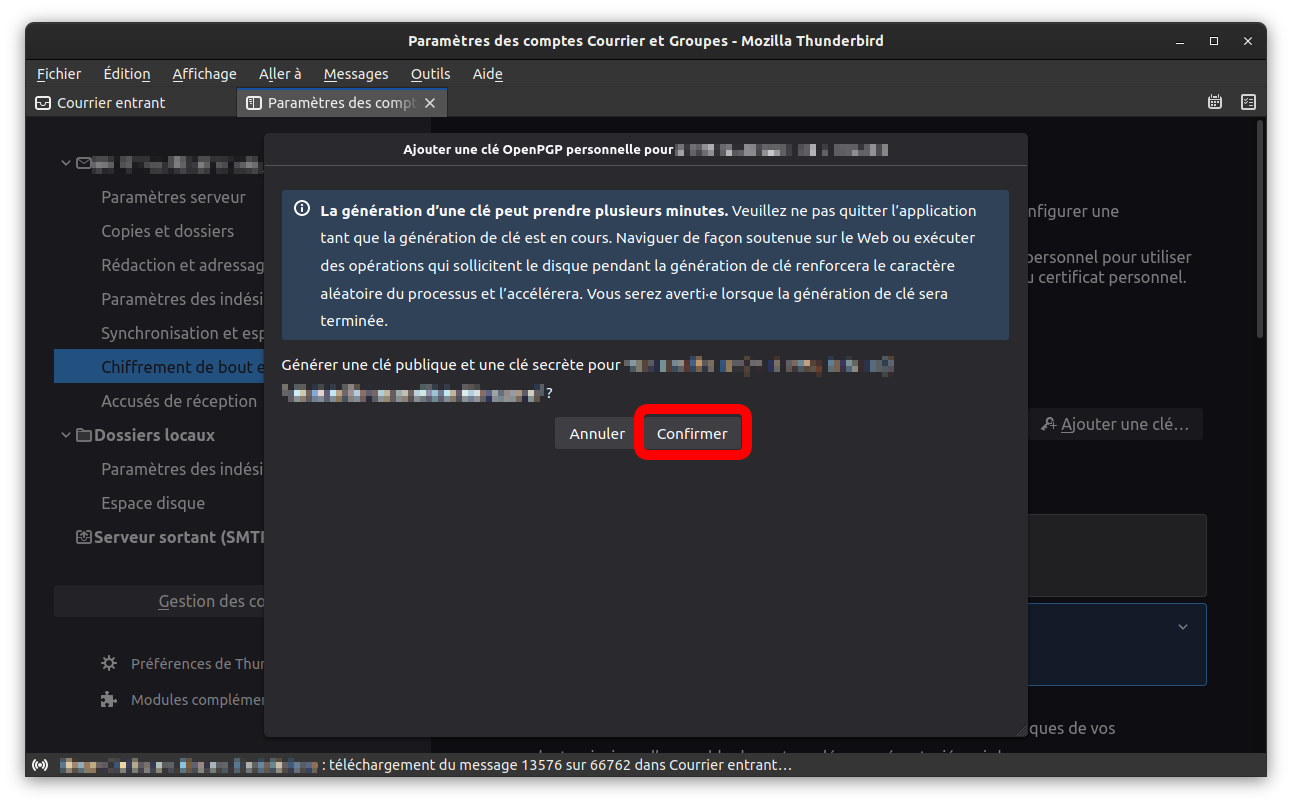 Paramètres des comptes Courrier et Groupes - Mozilla Thunderbird
Fichier Édition Affichage Aller à Messages Outils Aide
Courrier entrant
Paramètres des compt
Ajouter une clé OpenPGP personnelle pour
La génération d’une clé peut prendre plusieurs minutes. Veuillez ne pas quitter l’application
tant que la génération de clé est en cours. Naviguer de façon soutenue sur le Web ou exécuter
des opérations qui sollicitent le disque pendant la génération de clé renforcera le caractère
aléatoire du processus et l’accélérera. Vous serez averti·e lorsque la génération de clé sera
terminée.
Générer une clé publique et une clé secrète pour
?
Annuler
Confirmer
Paramètres serveur
Copies et dossiers
Rédaction et adressag
Paramètres des indési
Synchronisation et esp
Chiffrement de bout e
Accusés de réception
Dossiers locaux
Paramètres des indési
Espace disque
Serveur sortant (SMT
Gestion des co
Préférences de Thu
Modules complémen
nfigurer une
personnel pour utiliser
certificat personnel.
Ajouter une clé…
ques de vos
: téléchargement du message 13576 sur 66762 dans Courrier entrant…